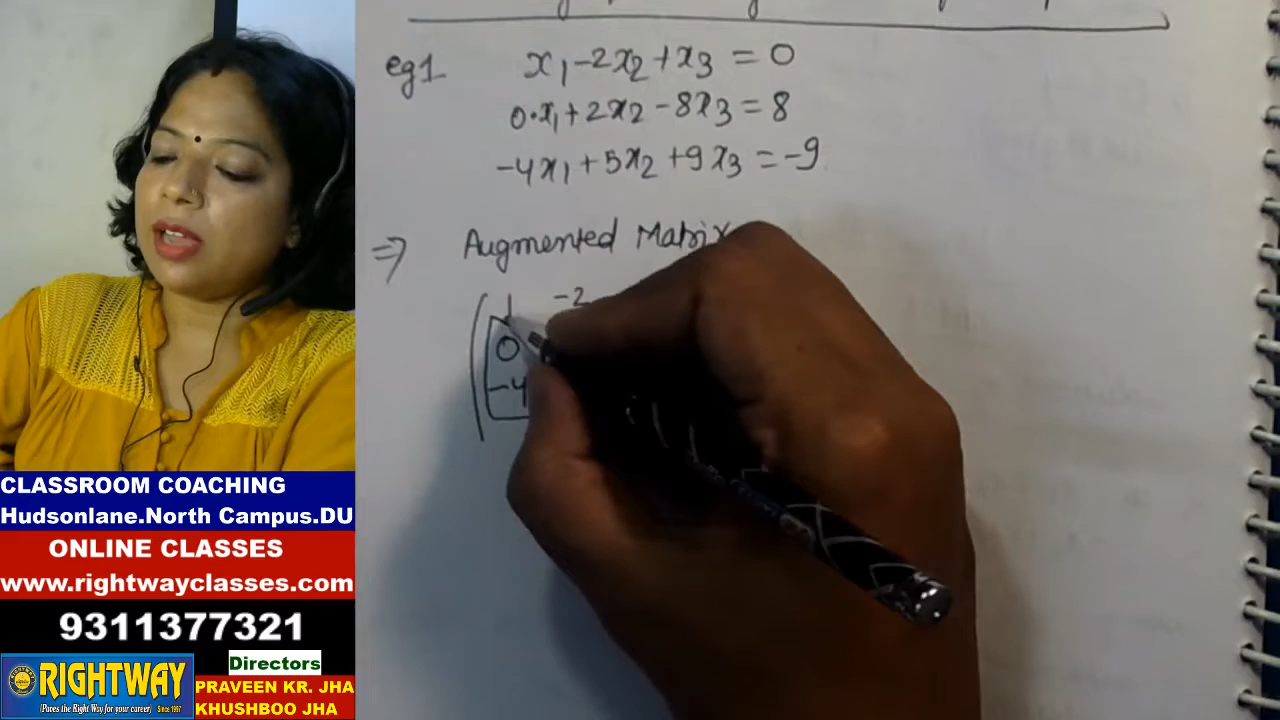 eg1 x₁-2x₂+x₃ = 0
0·x₁+2x₂-8x₃=8
-4x₁+5x₂+9x₃=-9
⇒ Augmented Matrix
1 -2
0
-4
CLASSROOM COACHING
Hudsonlane.North Campus.DU
ONLINE CLASSES
www.rightwayclasses.com
9311377321
RIGHTWAY
(Paves the Right Way for your career) Since 1997
Directors
PRAVEEN KR. JHA
KHUSHBOO JHA